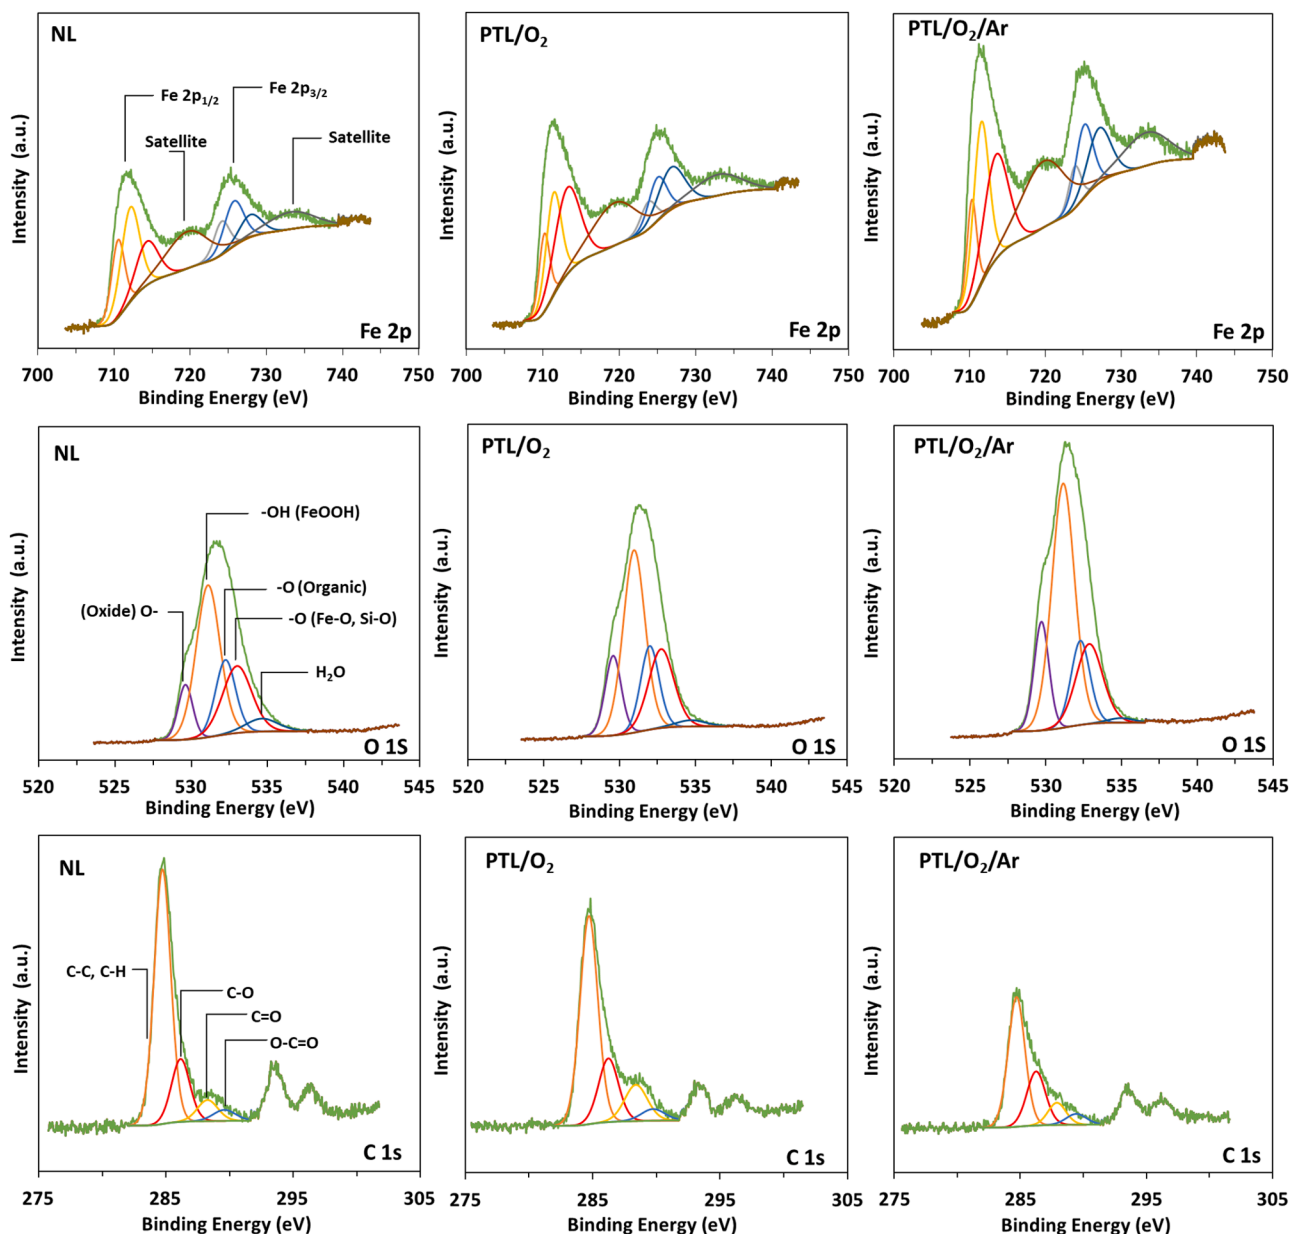 NL
Fe 2p1/2
Fe 2p3/2
Satellite
Satellite
Fe 2p
Intensity (a.u.)
700 710 720 730 740 750
Binding Energy (eV)
PTL/O2
Fe 2p
Intensity (a.u.)
700 710 720 730 740 750
Binding Energy (eV)
PTL/O2/Ar
Fe 2p
Intensity (a.u.)
700 710 720 730 740 750
Binding Energy (eV)
NL
-OH (FeOOH)
-O (Organic)
(Oxide) O-
-O (Fe-O, Si-O)
H2O
O 1S
Intensity (a.u.)
520 525 530 535 540 545
Binding Energy (eV)
PTL/O2
O 1S
Intensity (a.u.)
520 525 530 535 540 545
Binding Energy (eV)
PTL/O2/Ar
O 1S
Intensity (a.u.)
520 525 530 535 540 545
Binding Energy (eV)
NL
C-C, C-H
C-O
C=O
O-C=O
C 1s
Intensity (a.u.)
275 285 295 305
Binding Energy (eV)
PTL/O2
C 1s
Intensity (a.u.)
275 285 295 305
Binding Energy (eV)
PTL/O2/Ar
C 1s
Intensity (a.u.)
275 285 295 305
Binding Energy (eV)